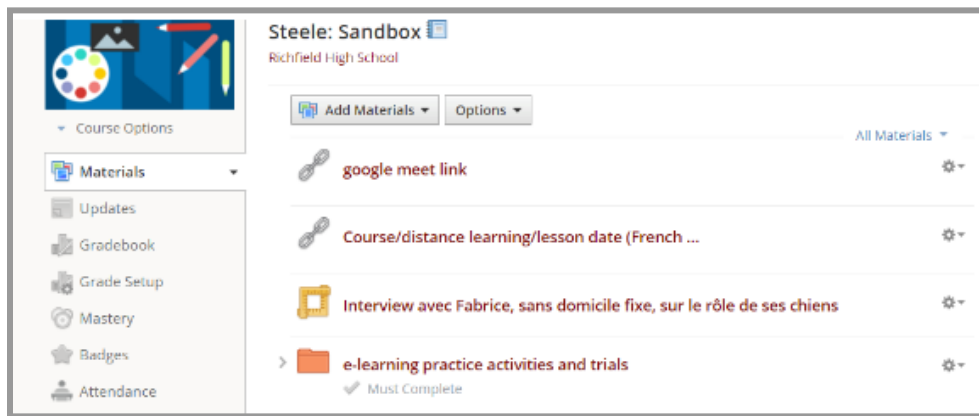 Steele: Sandbox
Richfield High School
Course Options
Materials
Updates
Gradebook
Grade Setup
Mastery
Badges
Attendance
Add Materials
Options
All Materials
google meet link
Course/distance learning/lesson date (French ...
Interview avec Fabrice, sans domicile fixe, sur le rôle de ses chiens
e-learning practice activities and trials
Must Complete